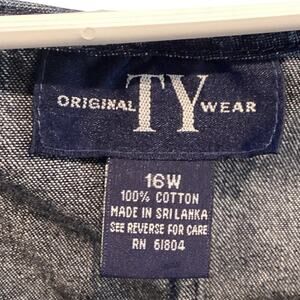 ORIGINAL TY WEAR
16W
100% COTTON
MADE IN SRI LANKA
SEE REVERSE FOR CARE
RN 61804